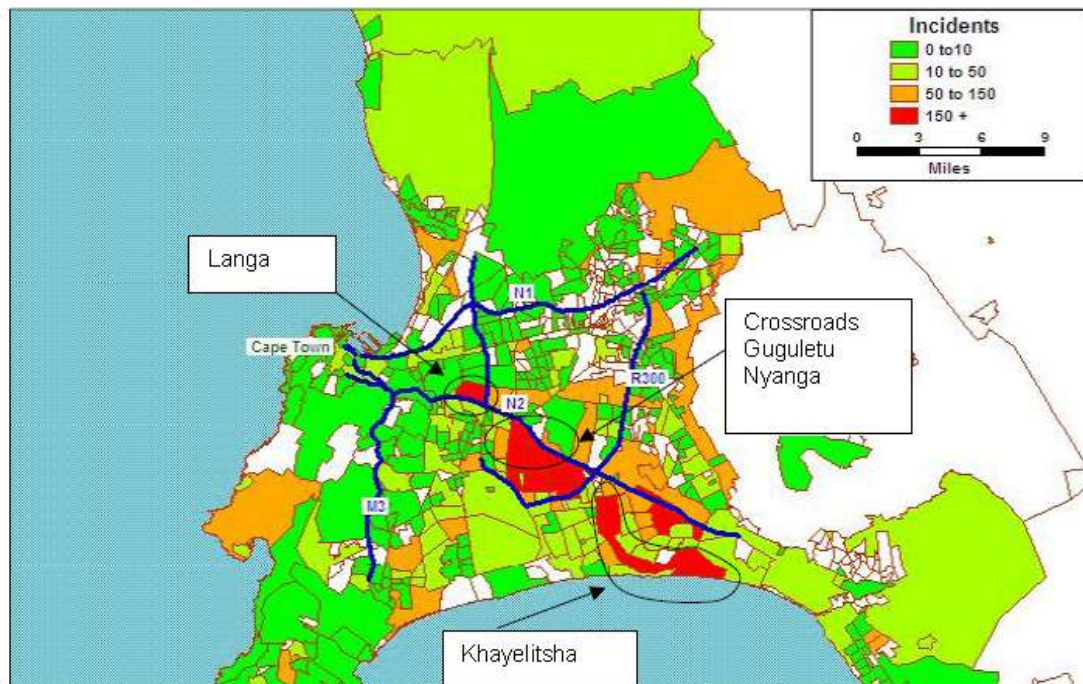 Incidents
0 to10
10 to 50
50 to 150
150 +
0 3 6 9
Miles
Langa
N1
Crossroads
Guguletu
Nyanga
Cape Town
R300
N2
M3
Khayelitsha